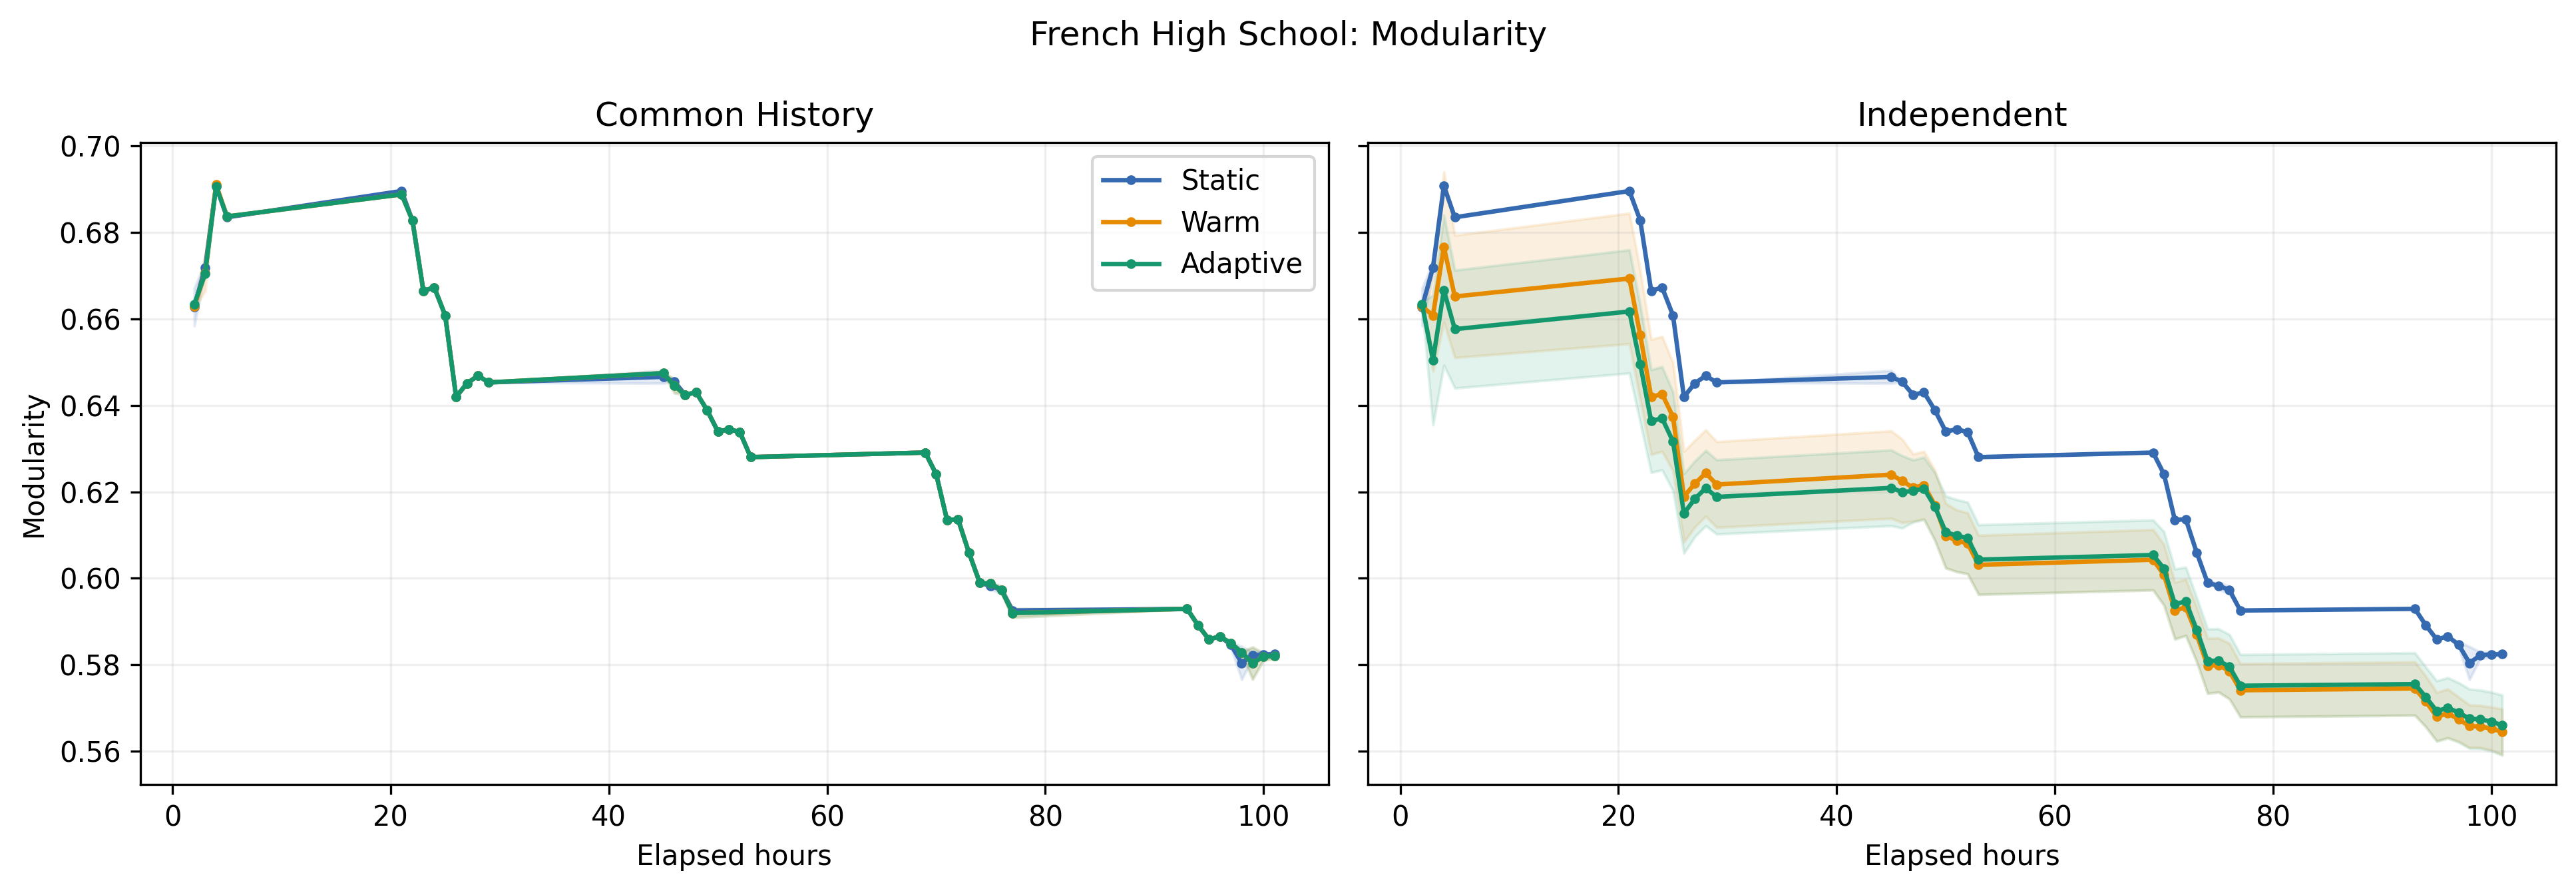 French High School: Modularity
Common History
Independent
Modularity
0.70
0.68
0.66
0.64
0.62
0.60
0.58
0.56
Static
Warm
Adaptive
0 20 40 60 80 100
0 20 40 60 80 100
Elapsed hours
Elapsed hours